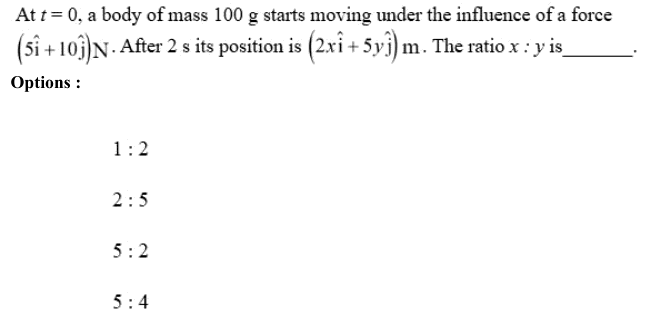 At t = 0, a body of mass 100 g starts moving under the influence of a force
(5î + 10ĵ)N. After 2 s its position is (2xî + 5yĵ) m. The ratio x : y is_______.
Options :
1 : 2
2 : 5
5 : 2
5 : 4